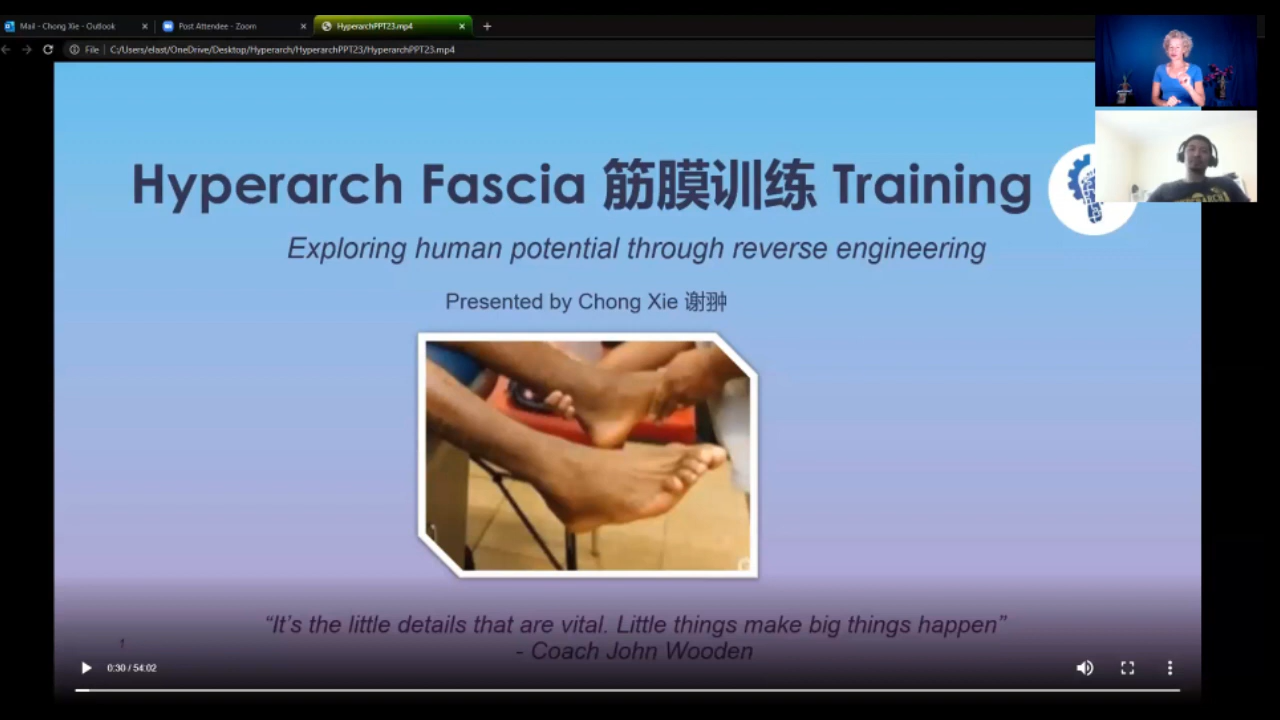 Mail - Chong Xie - Outlook
Post Attendee - Zoom
HyperarchPPT23.mp4
File
C:/Users/elast/OneDrive/Desktop/Hyperarch/HyperarchPPT23/HyperarchPPT23.mp4
Hyperarch Fascia 筋膜训练 Training
Exploring human potential through reverse engineering
Presented by Chong Xie 谢翀
“It’s the little details that are vital. Little things make big things happen”
- Coach John Wooden
1
0:30 / 54:02